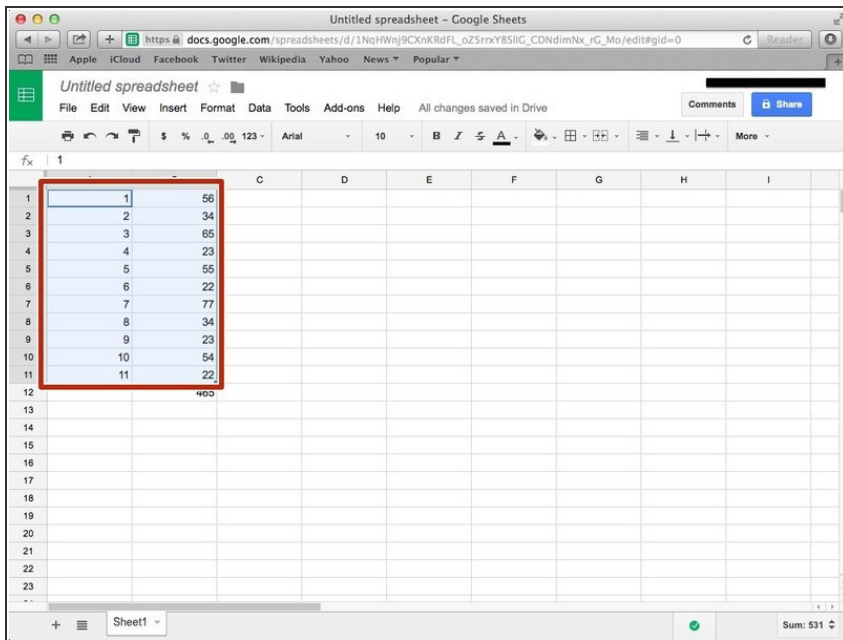 Untitled spreadsheet – Google Sheets
https docs.google.com/spreadsheets/d/1NqHWnj9CXnKRdFL_oZ5rrxY8SlIG_CDNdimNx_rG_Mo/edit#gid=0 Reader
Apple iCloud Facebook Twitter Wikipedia Yahoo News Popular
Untitled spreadsheet
File Edit View Insert Format Data Tools Add-ons Help All changes saved in Drive Comments Share
$ % .0 .00 123 Arial 10 B I S A More
fx 1
C D E F G H I
1 1 56
2 2 34
3 3 65
4 4 23
5 5 55
6 6 22
7 7 77
8 8 34
9 9 23
10 10 54
11 11 22
12 465
13
14
15
16
17
18
19
20
21
22
23
+ Sheet1 Sum: 531